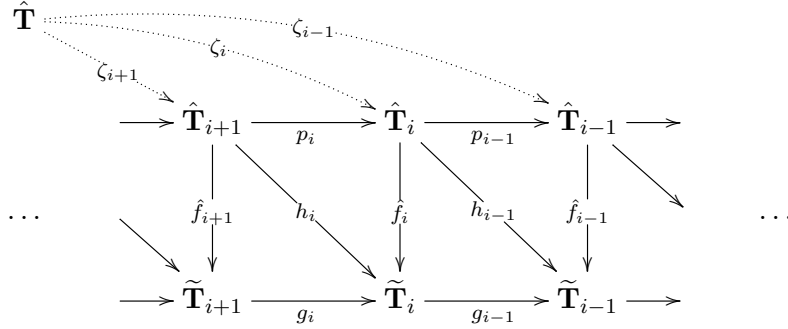 𝐓̂ ζ_{i−1}
ζ_i
ζ_{i+1}
𝐓̂_{i+1} 𝐓̂_i 𝐓̂_{i−1}
p_i p_{i−1}
… f̂_{i+1} h_i f̂_i h_{i−1} f̂_{i−1} …
𝐓̃_{i+1} 𝐓̃_i 𝐓̃_{i−1}
g_i g_{i−1}